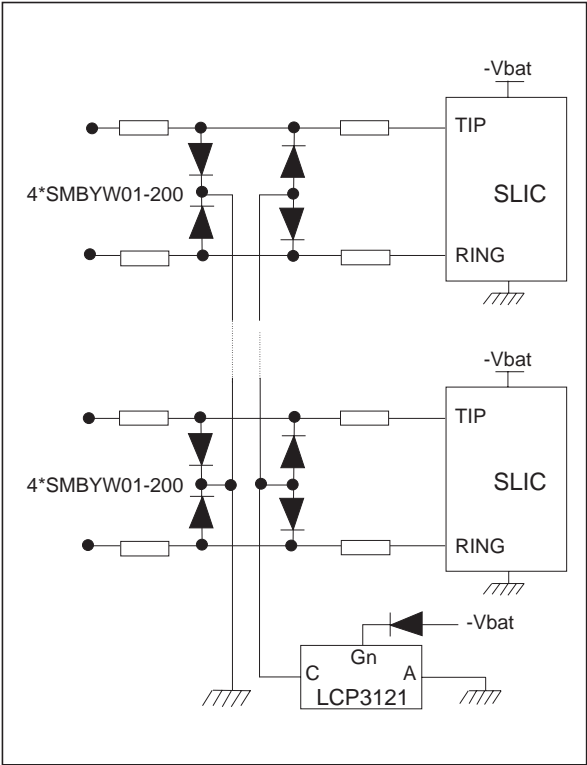 -Vbat
TIP
4*SMBYW01-200
SLIC
RING
-Vbat
TIP
4*SMBYW01-200
SLIC
RING
-Vbat
Gn
C A
LCP3121